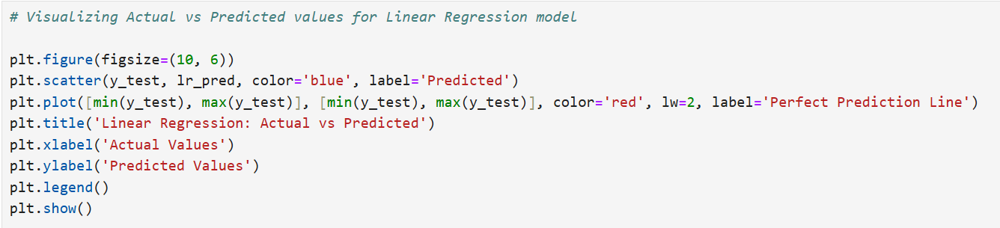 # Visualizing Actual vs Predicted values for Linear Regression model
plt.figure(figsize=(10, 6))
plt.scatter(y_test, lr_pred, color='blue', label='Predicted')
plt.plot([min(y_test), max(y_test)], [min(y_test), max(y_test)], color='red', lw=2, label='Perfect Prediction Line')
plt.title('Linear Regression: Actual vs Predicted')
plt.xlabel('Actual Values')
plt.ylabel('Predicted Values')
plt.legend()
plt.show()